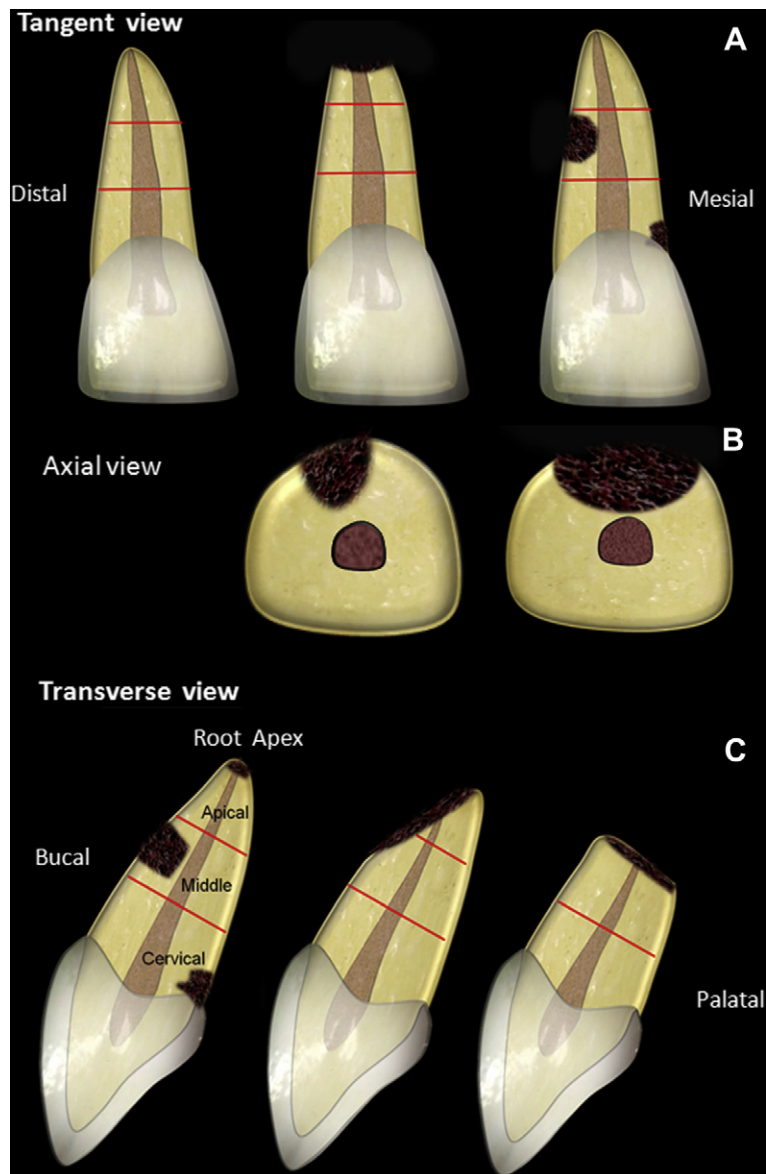 Tangent view
A
Distal
Mesial
B
Axial view
Transverse view
Root Apex
C
Apical
Bucal
Middle
Cervical
Palatal